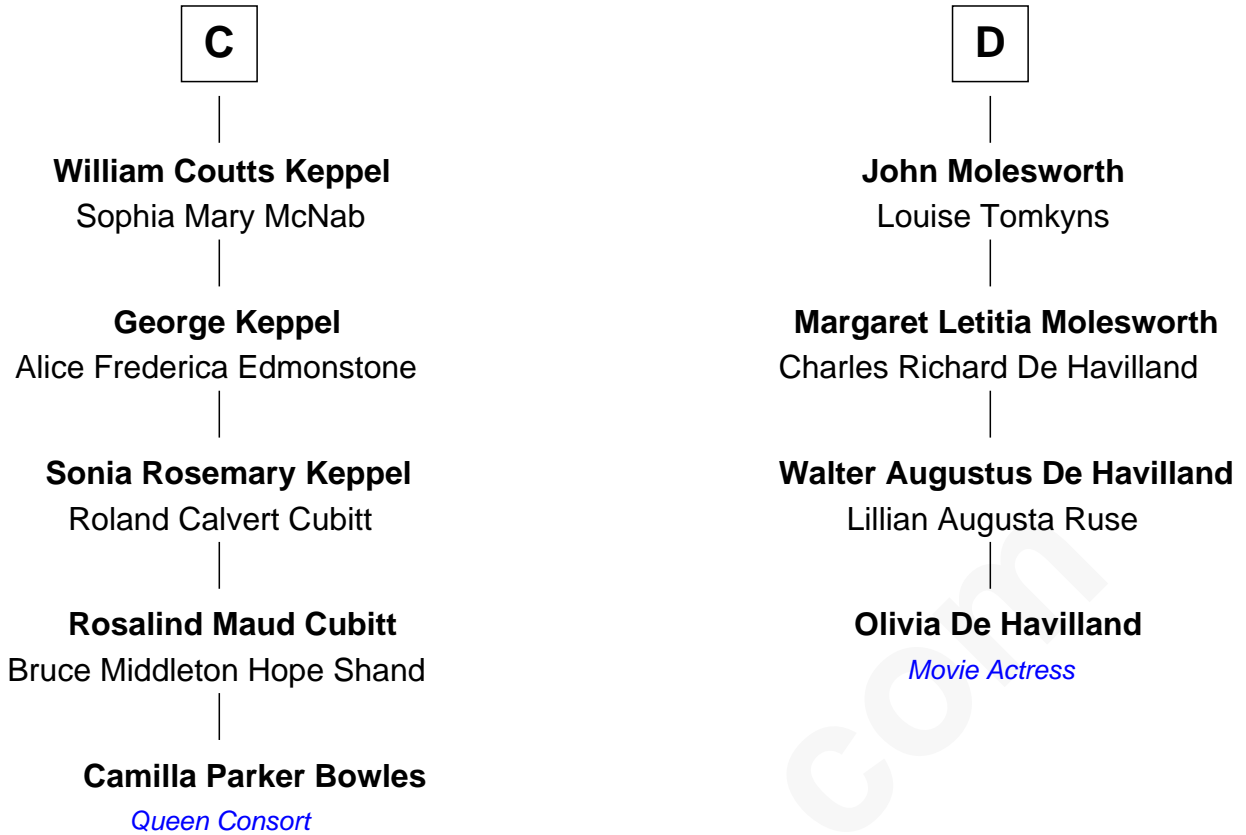 C
William Coutts Keppel
Sophia Mary McNab
George Keppel
Alice Frederica Edmonstone
Sonia Rosemary Keppel
Roland Calvert Cubitt
Rosalind Maud Cubitt
Bruce Middleton Hope Shand
Camilla Parker Bowles
Queen Consort
D
John Molesworth
Louise Tomkyns
Margaret Letitia Molesworth
Charles Richard De Havilland
Walter Augustus De Havilland
Lillian Augusta Ruse
Olivia De Havilland
Movie Actress
com